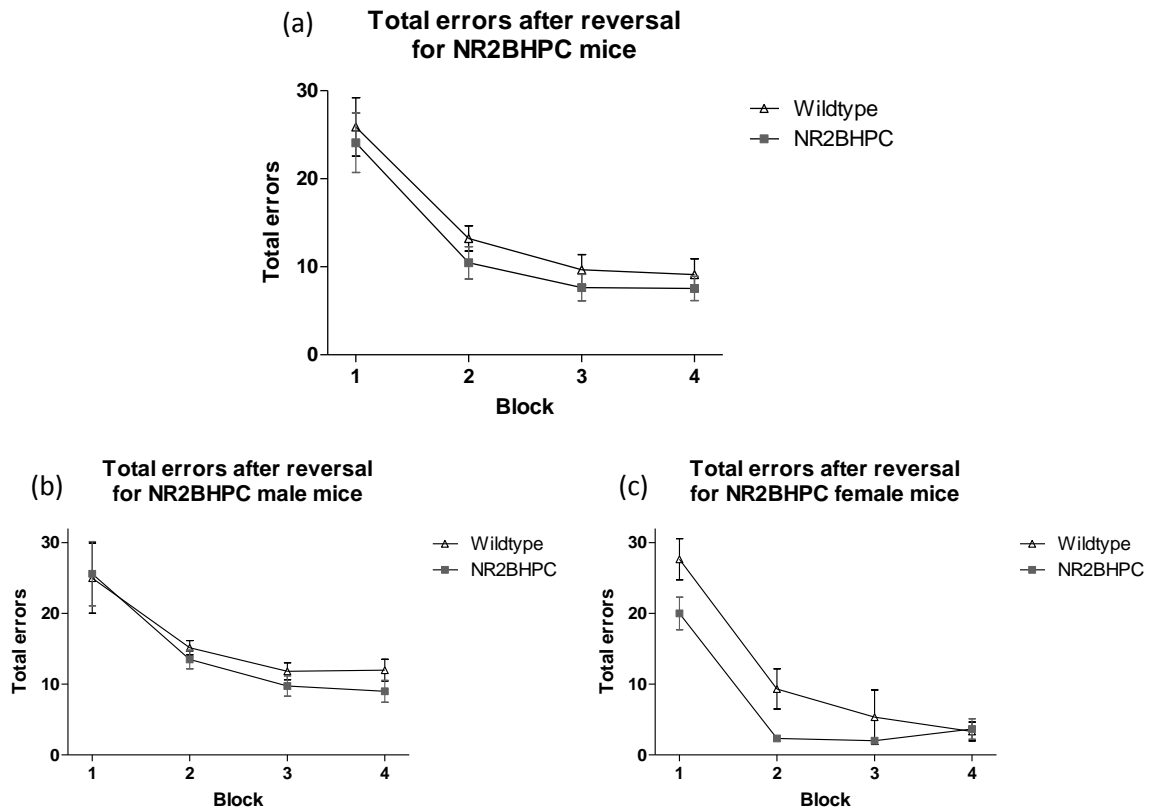 (a)
Total errors after reversal
for NR2BHPC mice
Wildtype
NR2BHPC
Total errors
30
20
10
0
1 2 3 4
Block
(b)
Total errors after reversal
for NR2BHPC male mice
Wildtype
NR2BHPC
Total errors
30
20
10
0
1 2 3 4
Block
(c)
Total errors after reversal
for NR2BHPC female mice
Wildtype
NR2BHPC
Total errors
30
20
10
0
1 2 3 4
Block